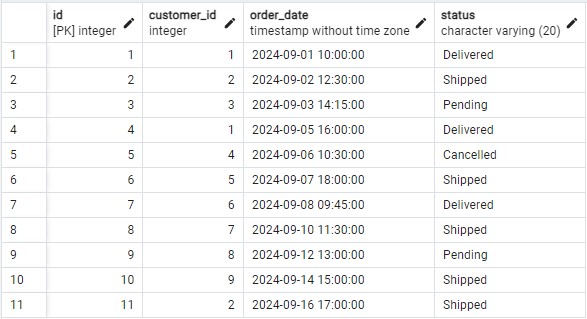 id customer_id order_date status
[PK] integer integer timestamp without time zone character varying (20)
1 1 1 2024-09-01 10:00:00 Delivered
2 2 2 2024-09-02 12:30:00 Shipped
3 3 3 2024-09-03 14:15:00 Pending
4 4 1 2024-09-05 16:00:00 Delivered
5 5 4 2024-09-06 10:30:00 Cancelled
6 6 5 2024-09-07 18:00:00 Shipped
7 7 6 2024-09-08 09:45:00 Delivered
8 8 7 2024-09-10 11:30:00 Shipped
9 9 8 2024-09-12 13:00:00 Pending
10 10 9 2024-09-14 15:00:00 Shipped
11 11 2 2024-09-16 17:00:00 Shipped